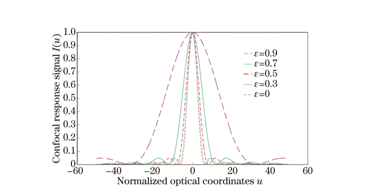 Confocal response signal I(u)
1.0
0.9
0.8
0.7
0.6
0.5
0.4
0.3
0.2
0.1
0
ε=0.9
ε=0.7
ε=0.5
ε=0.3
ε=0
−60 −40 −20 0 20 40 60
Normalized optical coordinates u